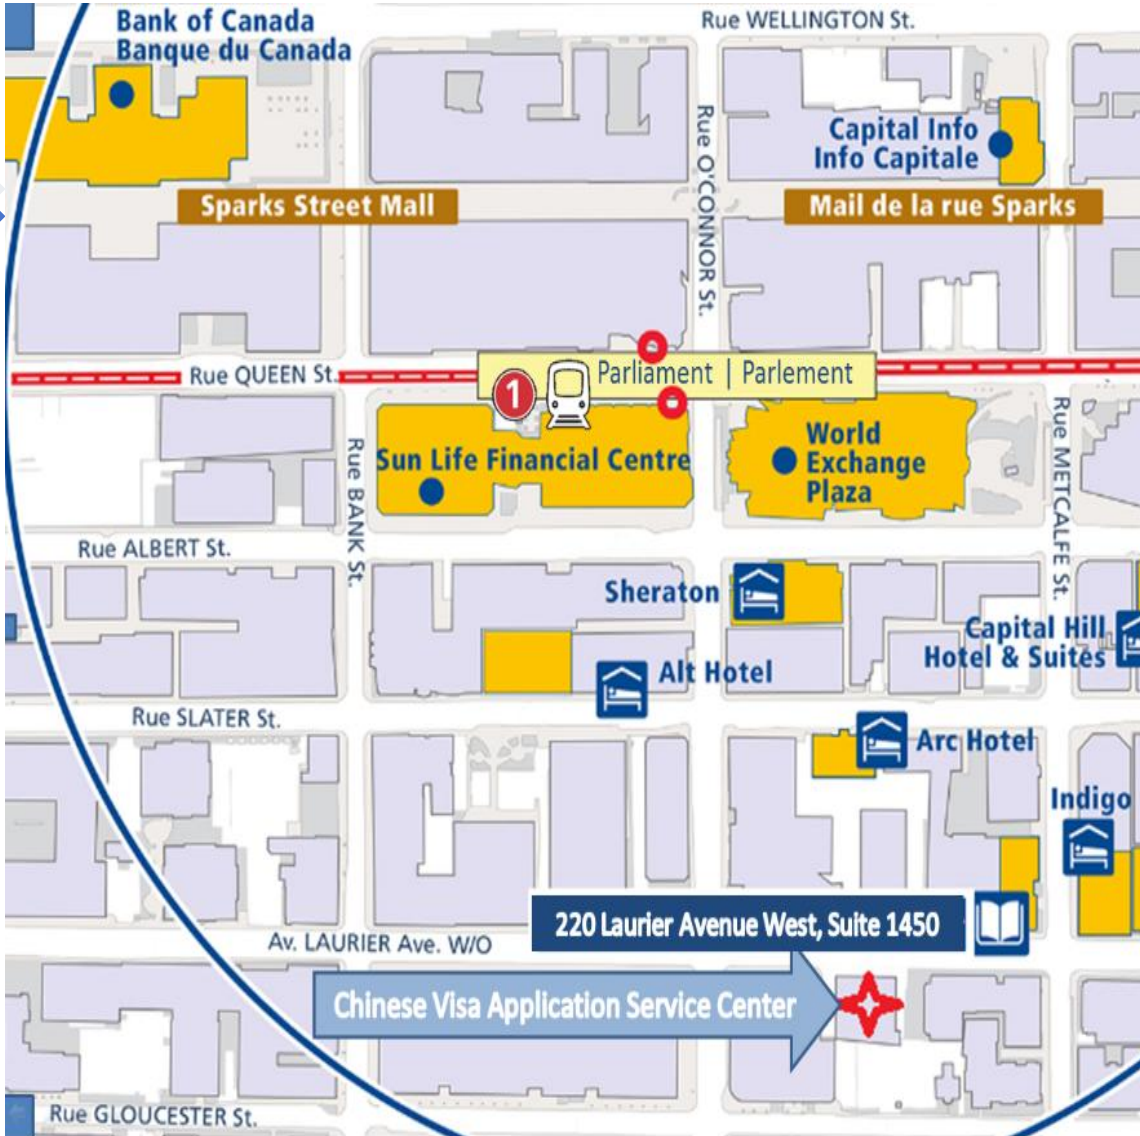 Bank of Canada
Banque du Canada
Rue WELLINGTON St.
Rue O'CONNOR St.
Capital Info
Info Capitale
Sparks Street Mall
Mail de la rue Sparks
Rue QUEEN St.
1
Parliament | Parlement
Rue BANK St.
Sun Life Financial Centre
World
Exchange
Plaza
Rue METCALFE St.
Rue ALBERT St.
Sheraton
Capital Hill
Hotel & Suites
Alt Hotel
Rue SLATER St.
Arc Hotel
Indigo
220 Laurier Avenue West, Suite 1450
Av. LAURIER Ave. W/O
Chinese Visa Application Service Center
Rue GLOUCESTER St.